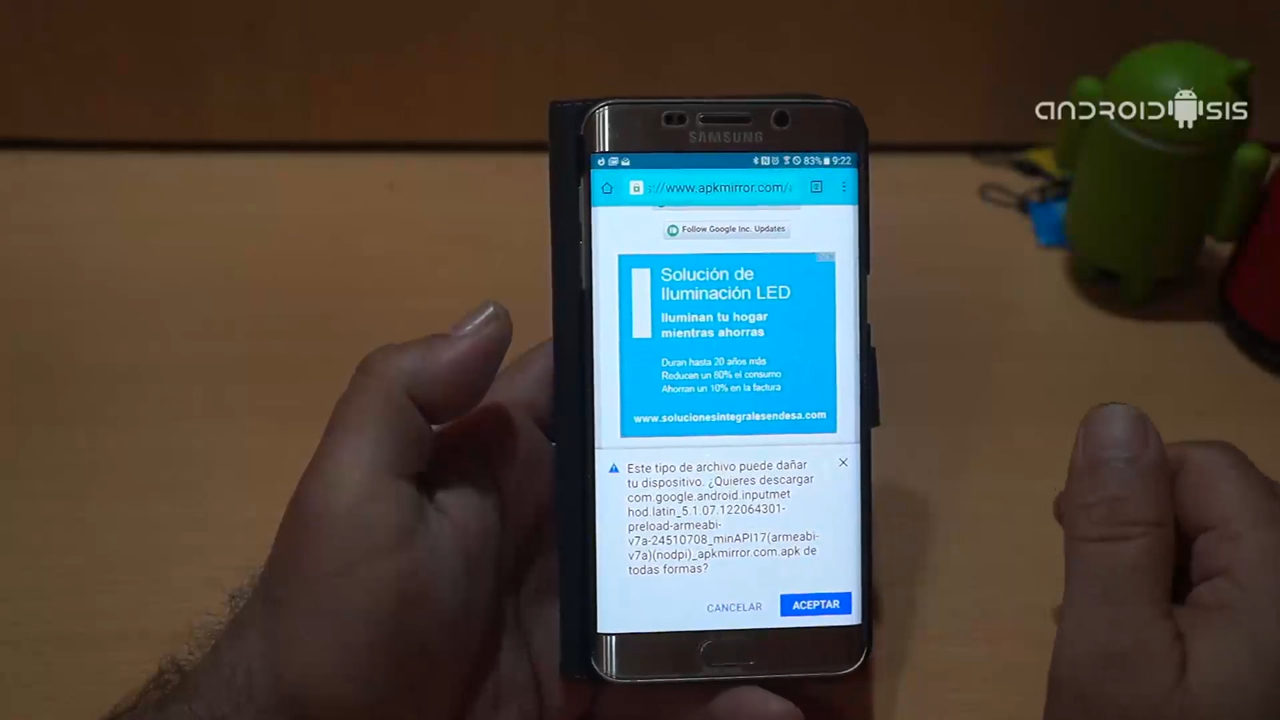 ANDROIDSIS
SAMSUNG
83% 9:22
://www.apkmirror.com/
Follow Google Inc. Updates
Solución de
Iluminación LED
Iluminan tu hogar
mientras ahorras
Duran hasta 20 años más
Reducen un 80% el consumo
Ahorran un 10% en la factura
www.solucionesintegralesendesa.com
Este tipo de archivo puede dañar
tu dispositivo. ¿Quieres descargar
com.google.android.inputmet
hod.latin_5.1.07.122064301-
preload-armeabi-
v7a-24510708_minAPI17(armeabi-
v7a)(nodpi)_apkmirror.com.apk de
todas formas?
CANCELAR
ACEPTAR